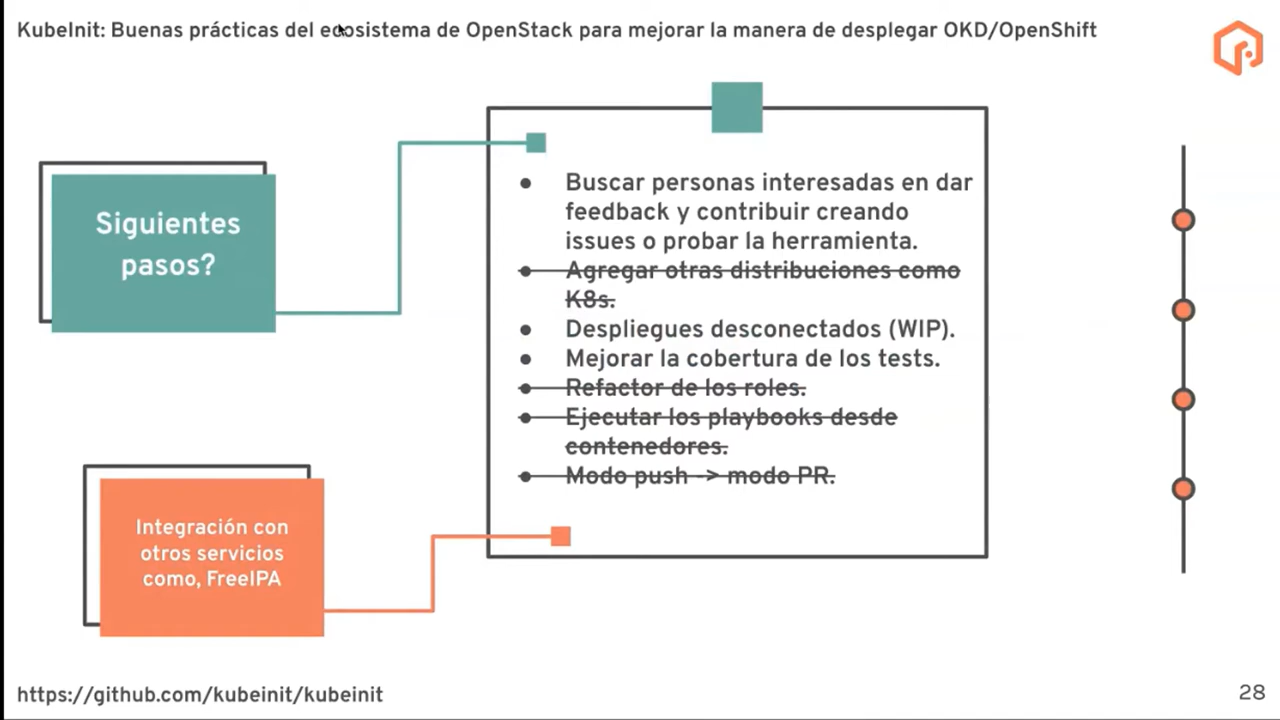 KubeInit: Buenas prácticas del ecosistema de OpenStack para mejorar la manera de desplegar OKD/OpenShift
Siguientes
pasos?
Buscar personas interesadas en dar
feedback y contribuir creando
issues o probar la herramienta.
Agregar otras distribuciones como
K8s.
Despliegues desconectados (WIP).
Mejorar la cobertura de los tests.
Refactor de los roles.
Ejecutar los playbooks desde
contenedores.
Modo push -> modo PR.
Integración con
otros servicios
como, FreeIPA
https://github.com/kubeinit/kubeinit
28